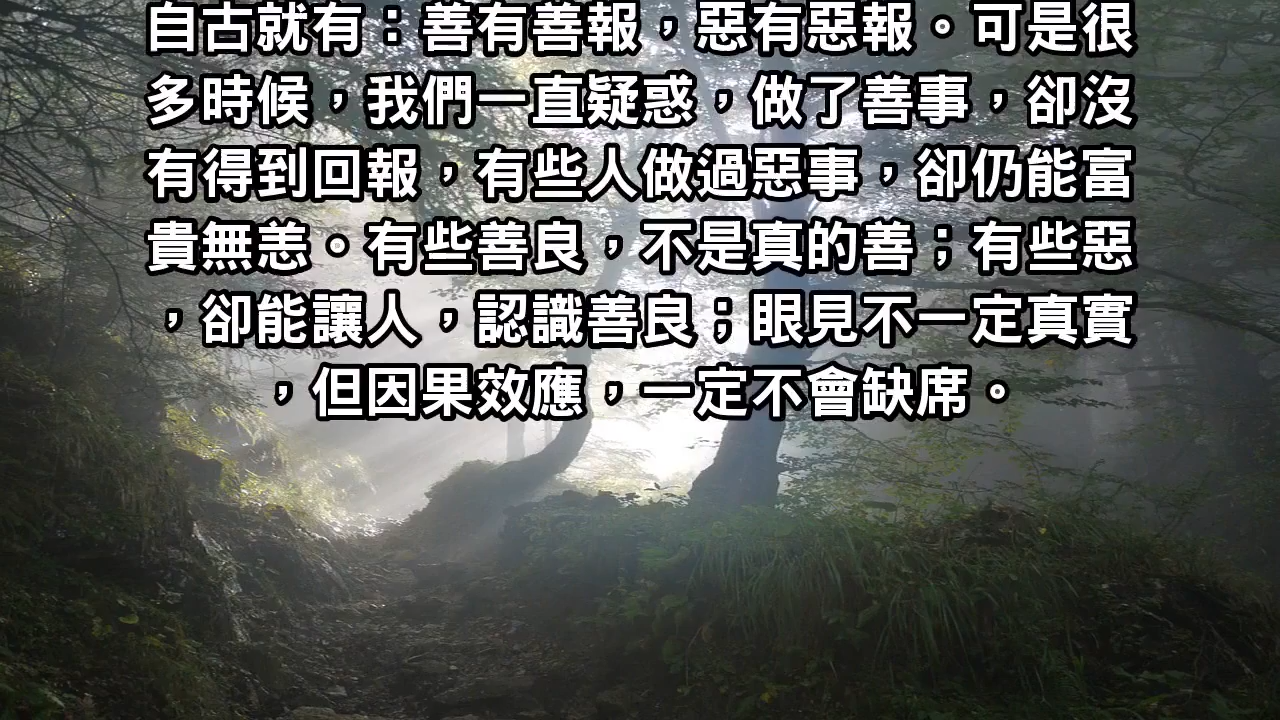 自古就有：善有善報，惡有惡報。可是很
多時候，我們一直疑惑，做了善事，卻沒
有得到回報，有些人做過惡事，卻仍能富
貴無恙。有些善良，不是真的善；有些惡
，卻能讓人，認識善良；眼見不一定真實
，但因果效應，一定不會缺席。